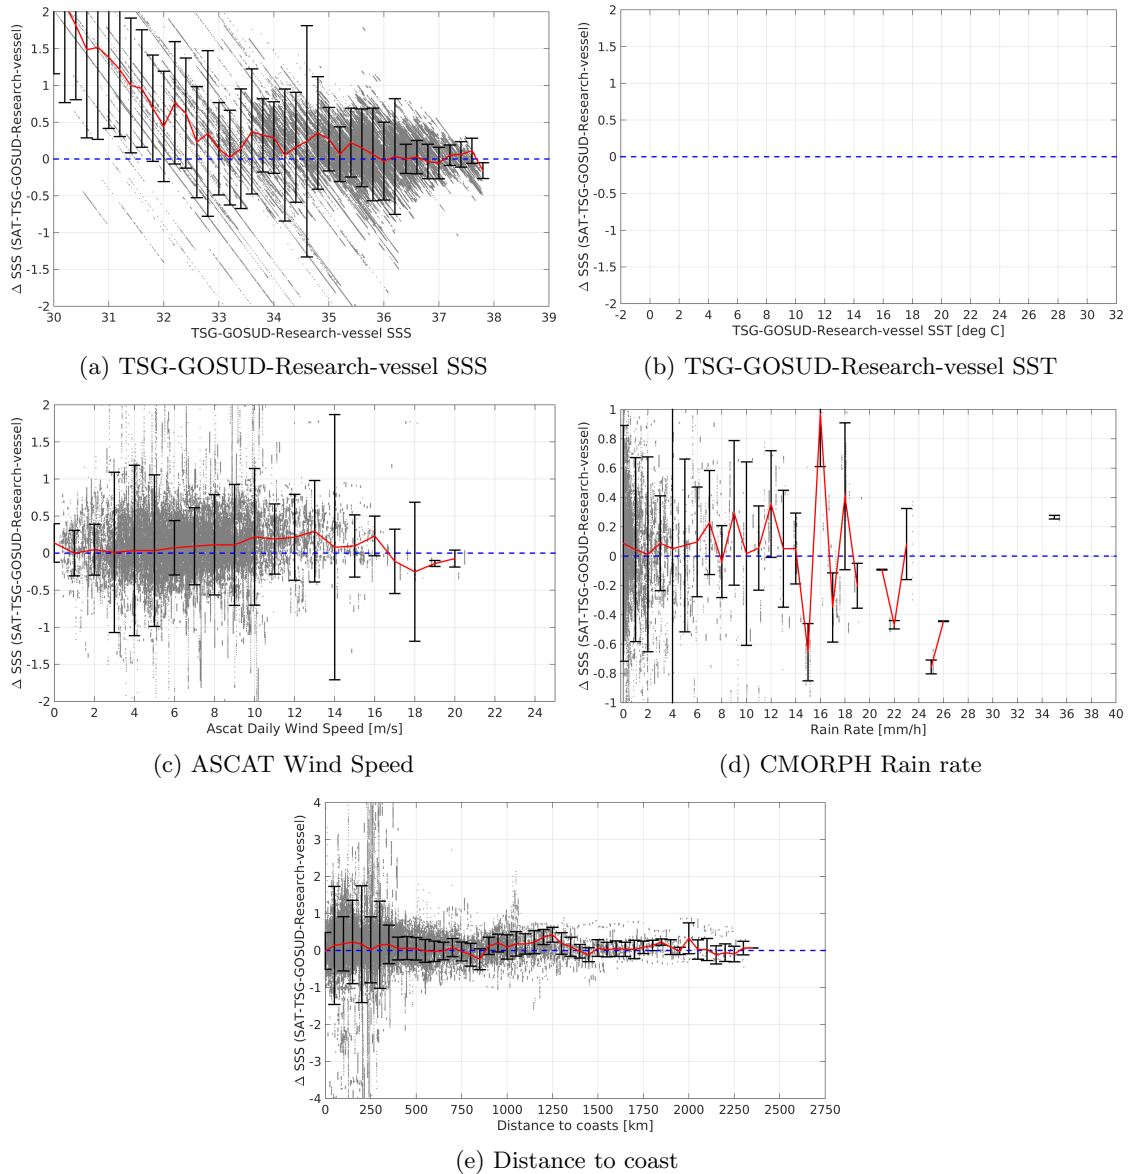 Δ SSS (SAT-TSG-GOSUD-Research-vessel)
2
1.5
1
0.5
0
-0.5
-1
-1.5
-2
30 31 32 33 34 35 36 37 38 39
TSG-GOSUD-Research-vessel SSS
(a) TSG-GOSUD-Research-vessel SSS
Δ SSS (SAT-TSG-GOSUD-Research-vessel)
2
1.5
1
0.5
0
-0.5
-1
-1.5
-2
-2 0 2 4 6 8 10 12 14 16 18 20 22 24 26 28 30 32
TSG-GOSUD-Research-vessel SST [deg C]
(b) TSG-GOSUD-Research-vessel SST
Δ SSS (SAT-TSG-GOSUD-Research-vessel)
2
1.5
1
0.5
0
-0.5
-1
-1.5
-2
0 2 4 6 8 10 12 14 16 18 20 22 24
Ascat Daily Wind Speed [m/s]
(c) ASCAT Wind Speed
Δ SSS (SAT-TSG-GOSUD-Research-vessel)
1
0.8
0.6
0.4
0.2
0
-0.2
-0.4
-0.6
-0.8
-1
0 2 4 6 8 10 12 14 16 18 20 22 24 26 28 30 32 34 36 38 40
Rain Rate [mm/h]
(d) CMORPH Rain rate
Δ SSS (SAT-TSG-GOSUD-Research-vessel)
4
3
2
1
0
-1
-2
-3
-4
0 250 500 750 1000 1250 1500 1750 2000 2250 2500 2750
Distance to coasts [km]
(e) Distance to coast